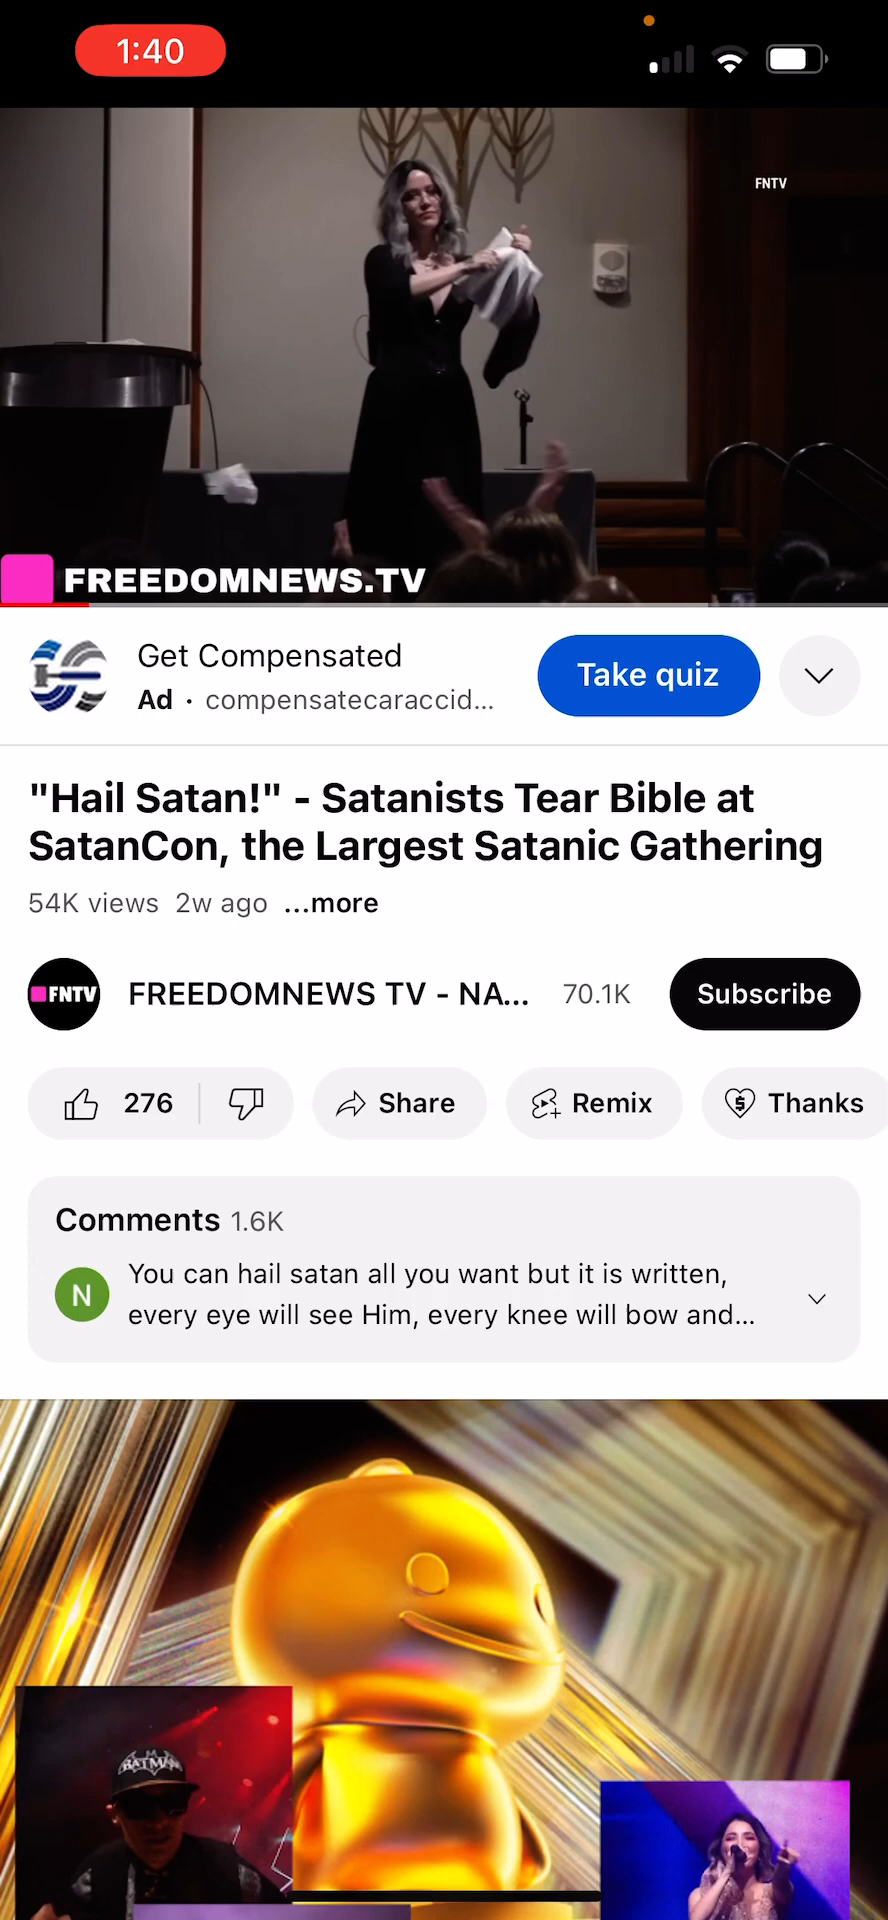 1:40
FNTV
FREEDOMNEWS.TV
Get Compensated
Ad · compensatecaraccid...
Take quiz
"Hail Satan!" - Satanists Tear Bible at
SatanCon, the Largest Satanic Gathering
54K views 2w ago ...more
FNTV
FREEDOMNEWS TV - NA... 70.1K
Subscribe
276
Share
Remix
Thanks
Comments 1.6K
N
You can hail satan all you want but it is written,
every eye will see Him, every knee will bow and...
BATMAN